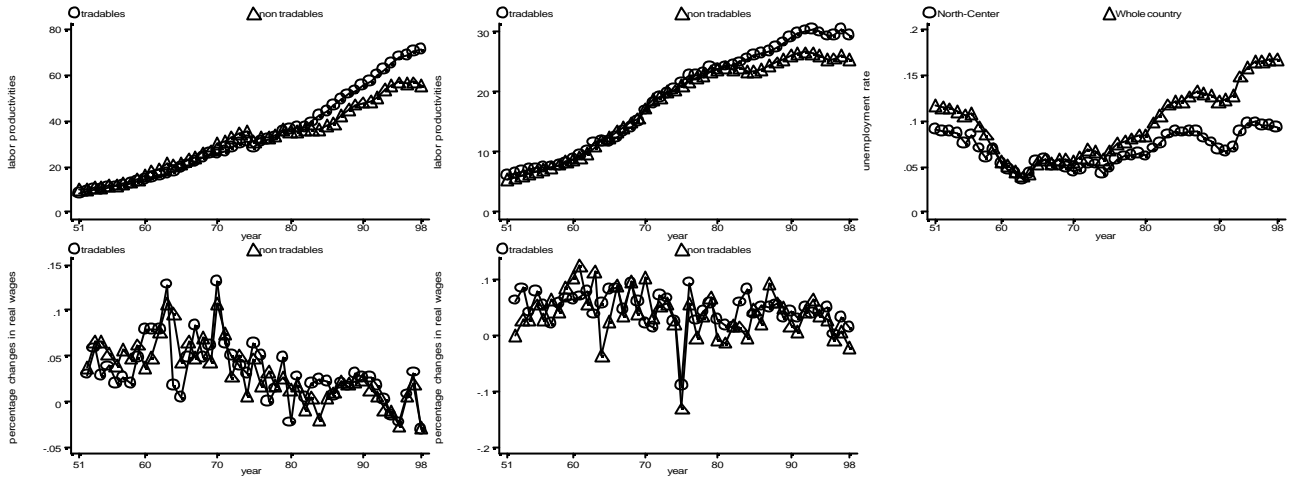 tradables non tradables
labor productivities
80
60
40
20
0
51 60 70 80 90 98
year
tradables non tradables
labor productivities
30
20
10
0
51 60 70 80 90 98
year
North-Center Whole country
unemployment rate
.2
.15
.1
.05
0
51 60 70 80 90 98
year
tradables non tradables
percentage changes in real wages
.15
.1
.05
0
-.05
51 60 70 80 90 98
year
tradables non tradables
percentage changes in real wages
.1
0
-.1
-.2
51 60 70 80 90 98
year